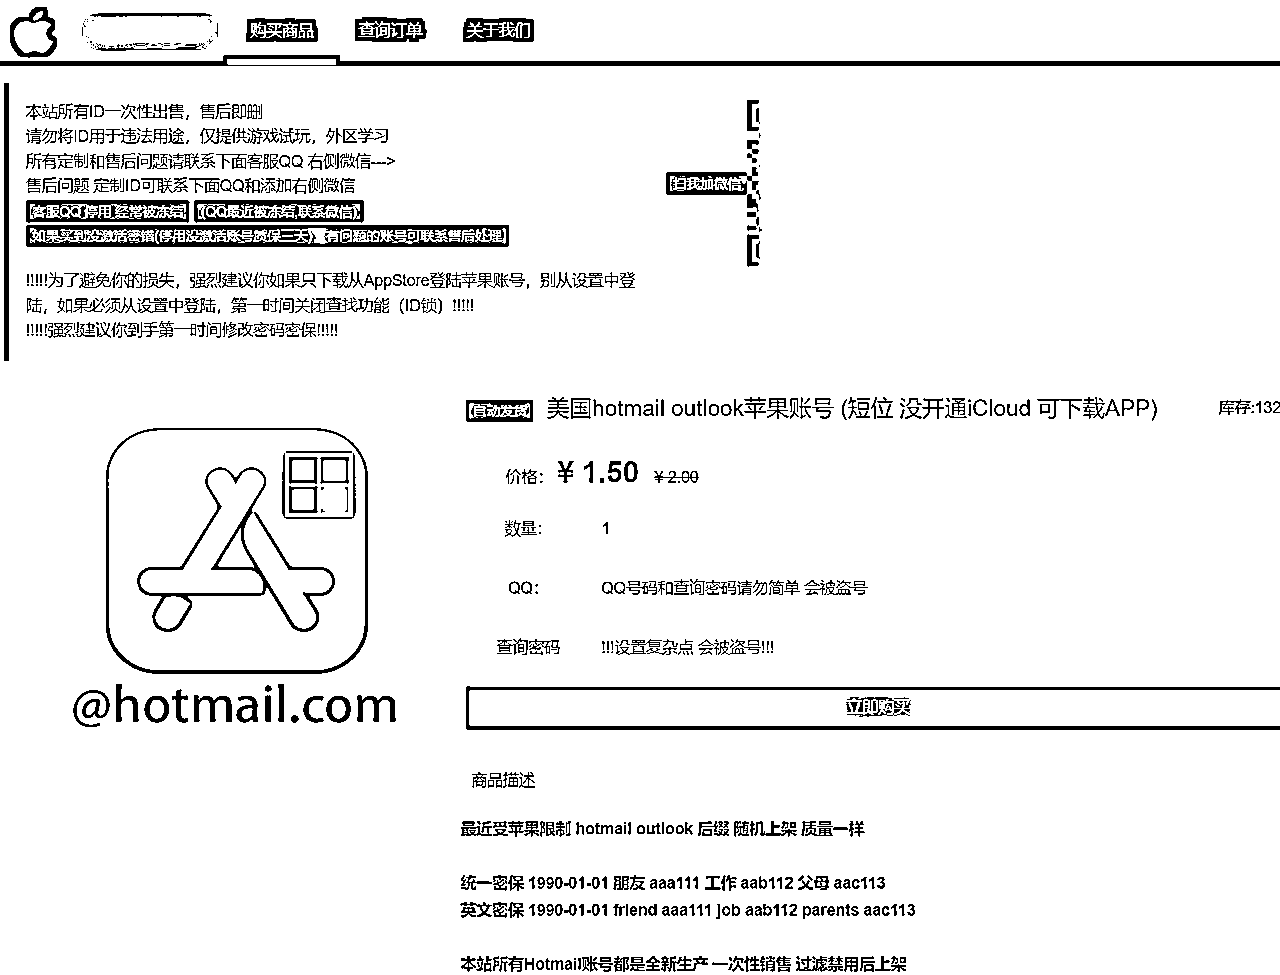 购买商品 查询订单 关于我们
本站所有ID一次性出售，售后即删
请勿将ID用于违法用途，仅提供游戏试玩，外区学习
所有定制和售后问题请联系下面客服QQ 右侧微信--->
售后问题 定制ID可联系下面QQ和添加右侧微信
扫我加微信
客服QQ 停用 经常被冻结 (QQ最近被冻结,联系微信)
如果买到没激活密错(停用没激活账号质保三天) 有问题的账号可联系售后处理
!!!!!为了避免你的损失，强烈建议你如果只下载从AppStore登陆苹果账号，别从设置中登
陆，如果必须从设置中登陆，第一时间关闭查找功能（ID锁）!!!!!
!!!!!强烈建议你到手第一时间修改密码密保!!!!!
自动发货 美国hotmail outlook苹果账号 (短位 没开通iCloud 可下载APP) 库存:132
价格: ¥ 1.50 ¥ 2.00
数量: 1
QQ: QQ号码和查询密码请勿简单 会被盗号
查询密码 !!!设置复杂点 会被盗号!!!
@hotmail.com
立即购买
商品描述
最近受苹果限制 hotmail outlook 后缀 随机上架 质量一样
统一密保 1990-01-01 朋友 aaa111 工作 aab112 父母 aac113
英文密保 1990-01-01 friend aaa111 job aab112 parents aac113
本站所有Hotmail账号都是全新生产 一次性销售 过滤禁用后上架